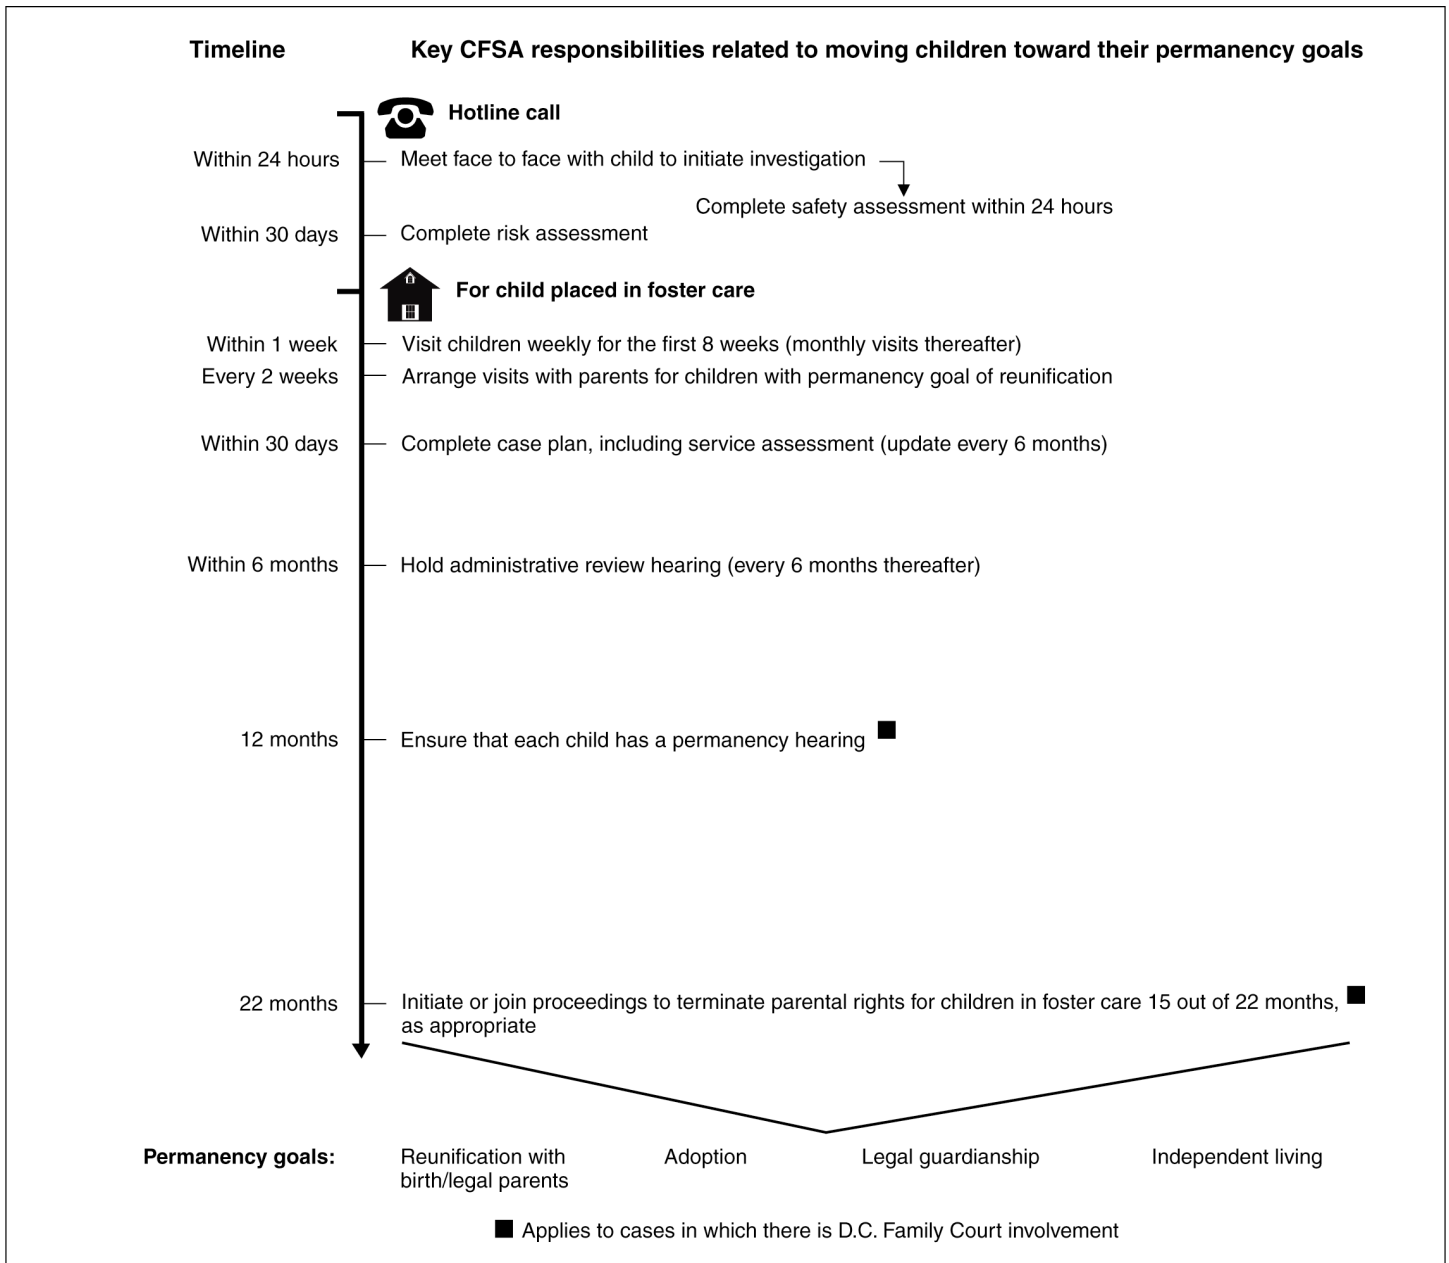 Timeline
Key CFSA responsibilities related to moving children toward their permanency goals
Hotline call
Within 24 hours
Meet face to face with child to initiate investigation
Complete safety assessment within 24 hours
Within 30 days
Complete risk assessment
For child placed in foster care
Within 1 week
Visit children weekly for the first 8 weeks (monthly visits thereafter)
Every 2 weeks
Arrange visits with parents for children with permanency goal of reunification
Within 30 days
Complete case plan, including service assessment (update every 6 months)
Within 6 months
Hold administrative review hearing (every 6 months thereafter)
12 months
Ensure that each child has a permanency hearing
22 months
Initiate or join proceedings to terminate parental rights for children in foster care 15 out of 22 months,
as appropriate
Permanency goals:
Reunification with
birth/legal parents
Adoption
Legal guardianship
Independent living
Applies to cases in which there is D.C. Family Court involvement